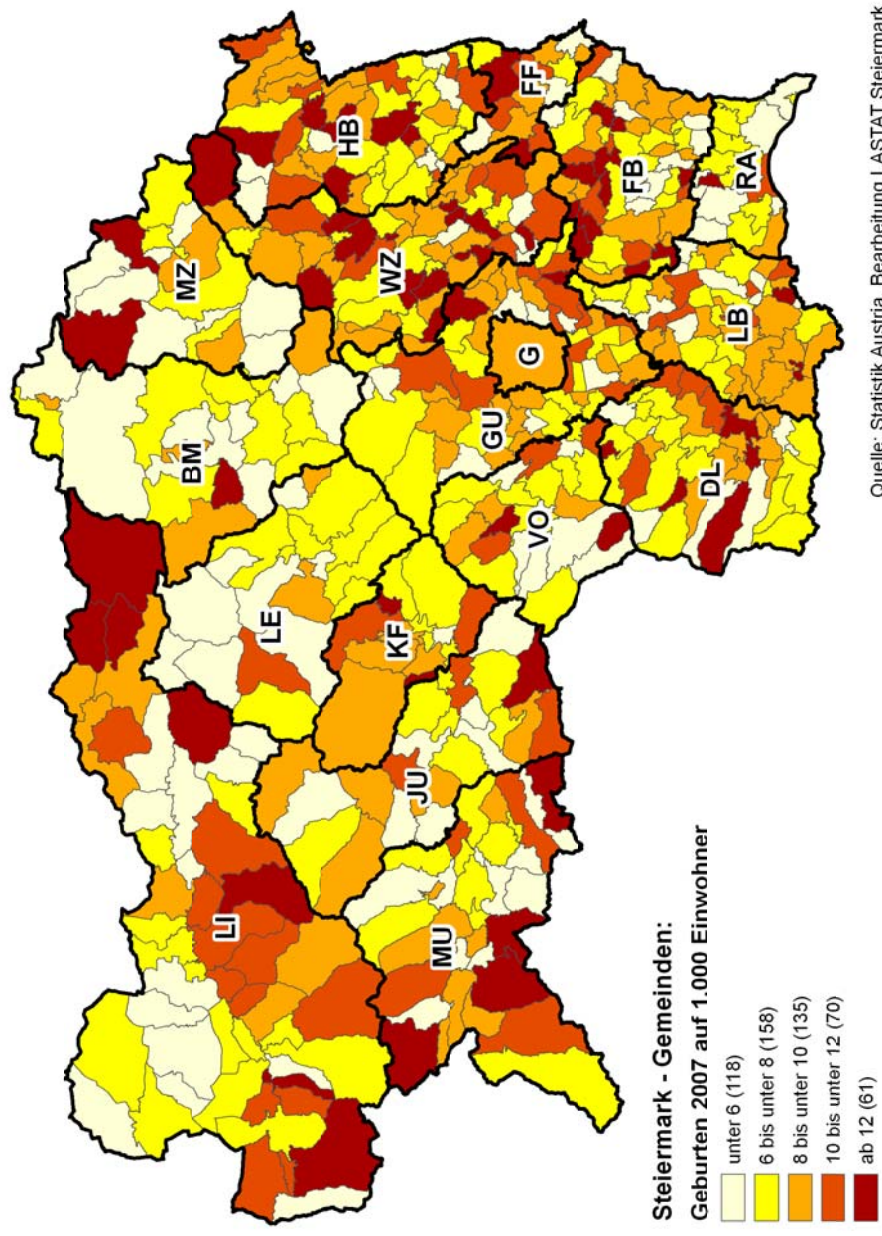 Steiermark - Gemeinden:
Geburten 2007 auf 1.000 Einwohner
unter 6 (118)
6 bis unter 8 (158)
8 bis unter 10 (135)
10 bis unter 12 (70)
ab 12 (61)
LI
LE
BM
MZ
MU
JU
KF
VO
GU
G
WZ
HB
FF
FB
DL
LB
RA
Quelle: Statistik Austria, Bearbeitung LASTAT Steiermark